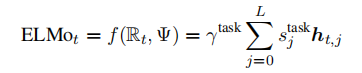 ELMo_t = f(ℝ_t, Ψ) = γ^task ∑_{j=0}^{L} s_j^task h_{t,j}